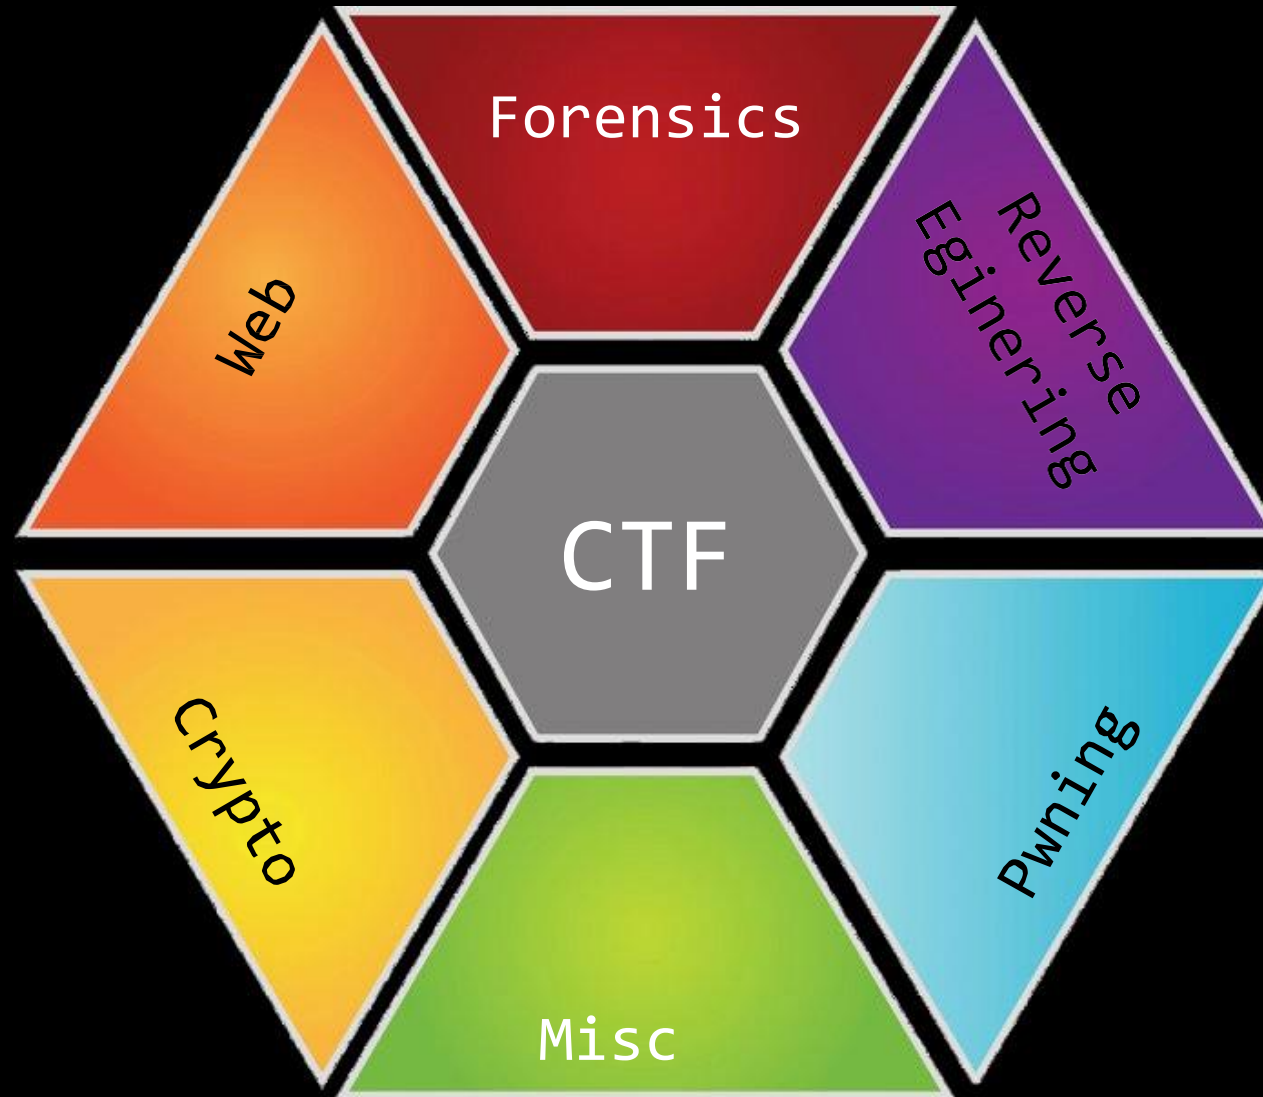 Forensics
Web
Reverse
Eginering
CTF
Crypto
Pwning
Misc